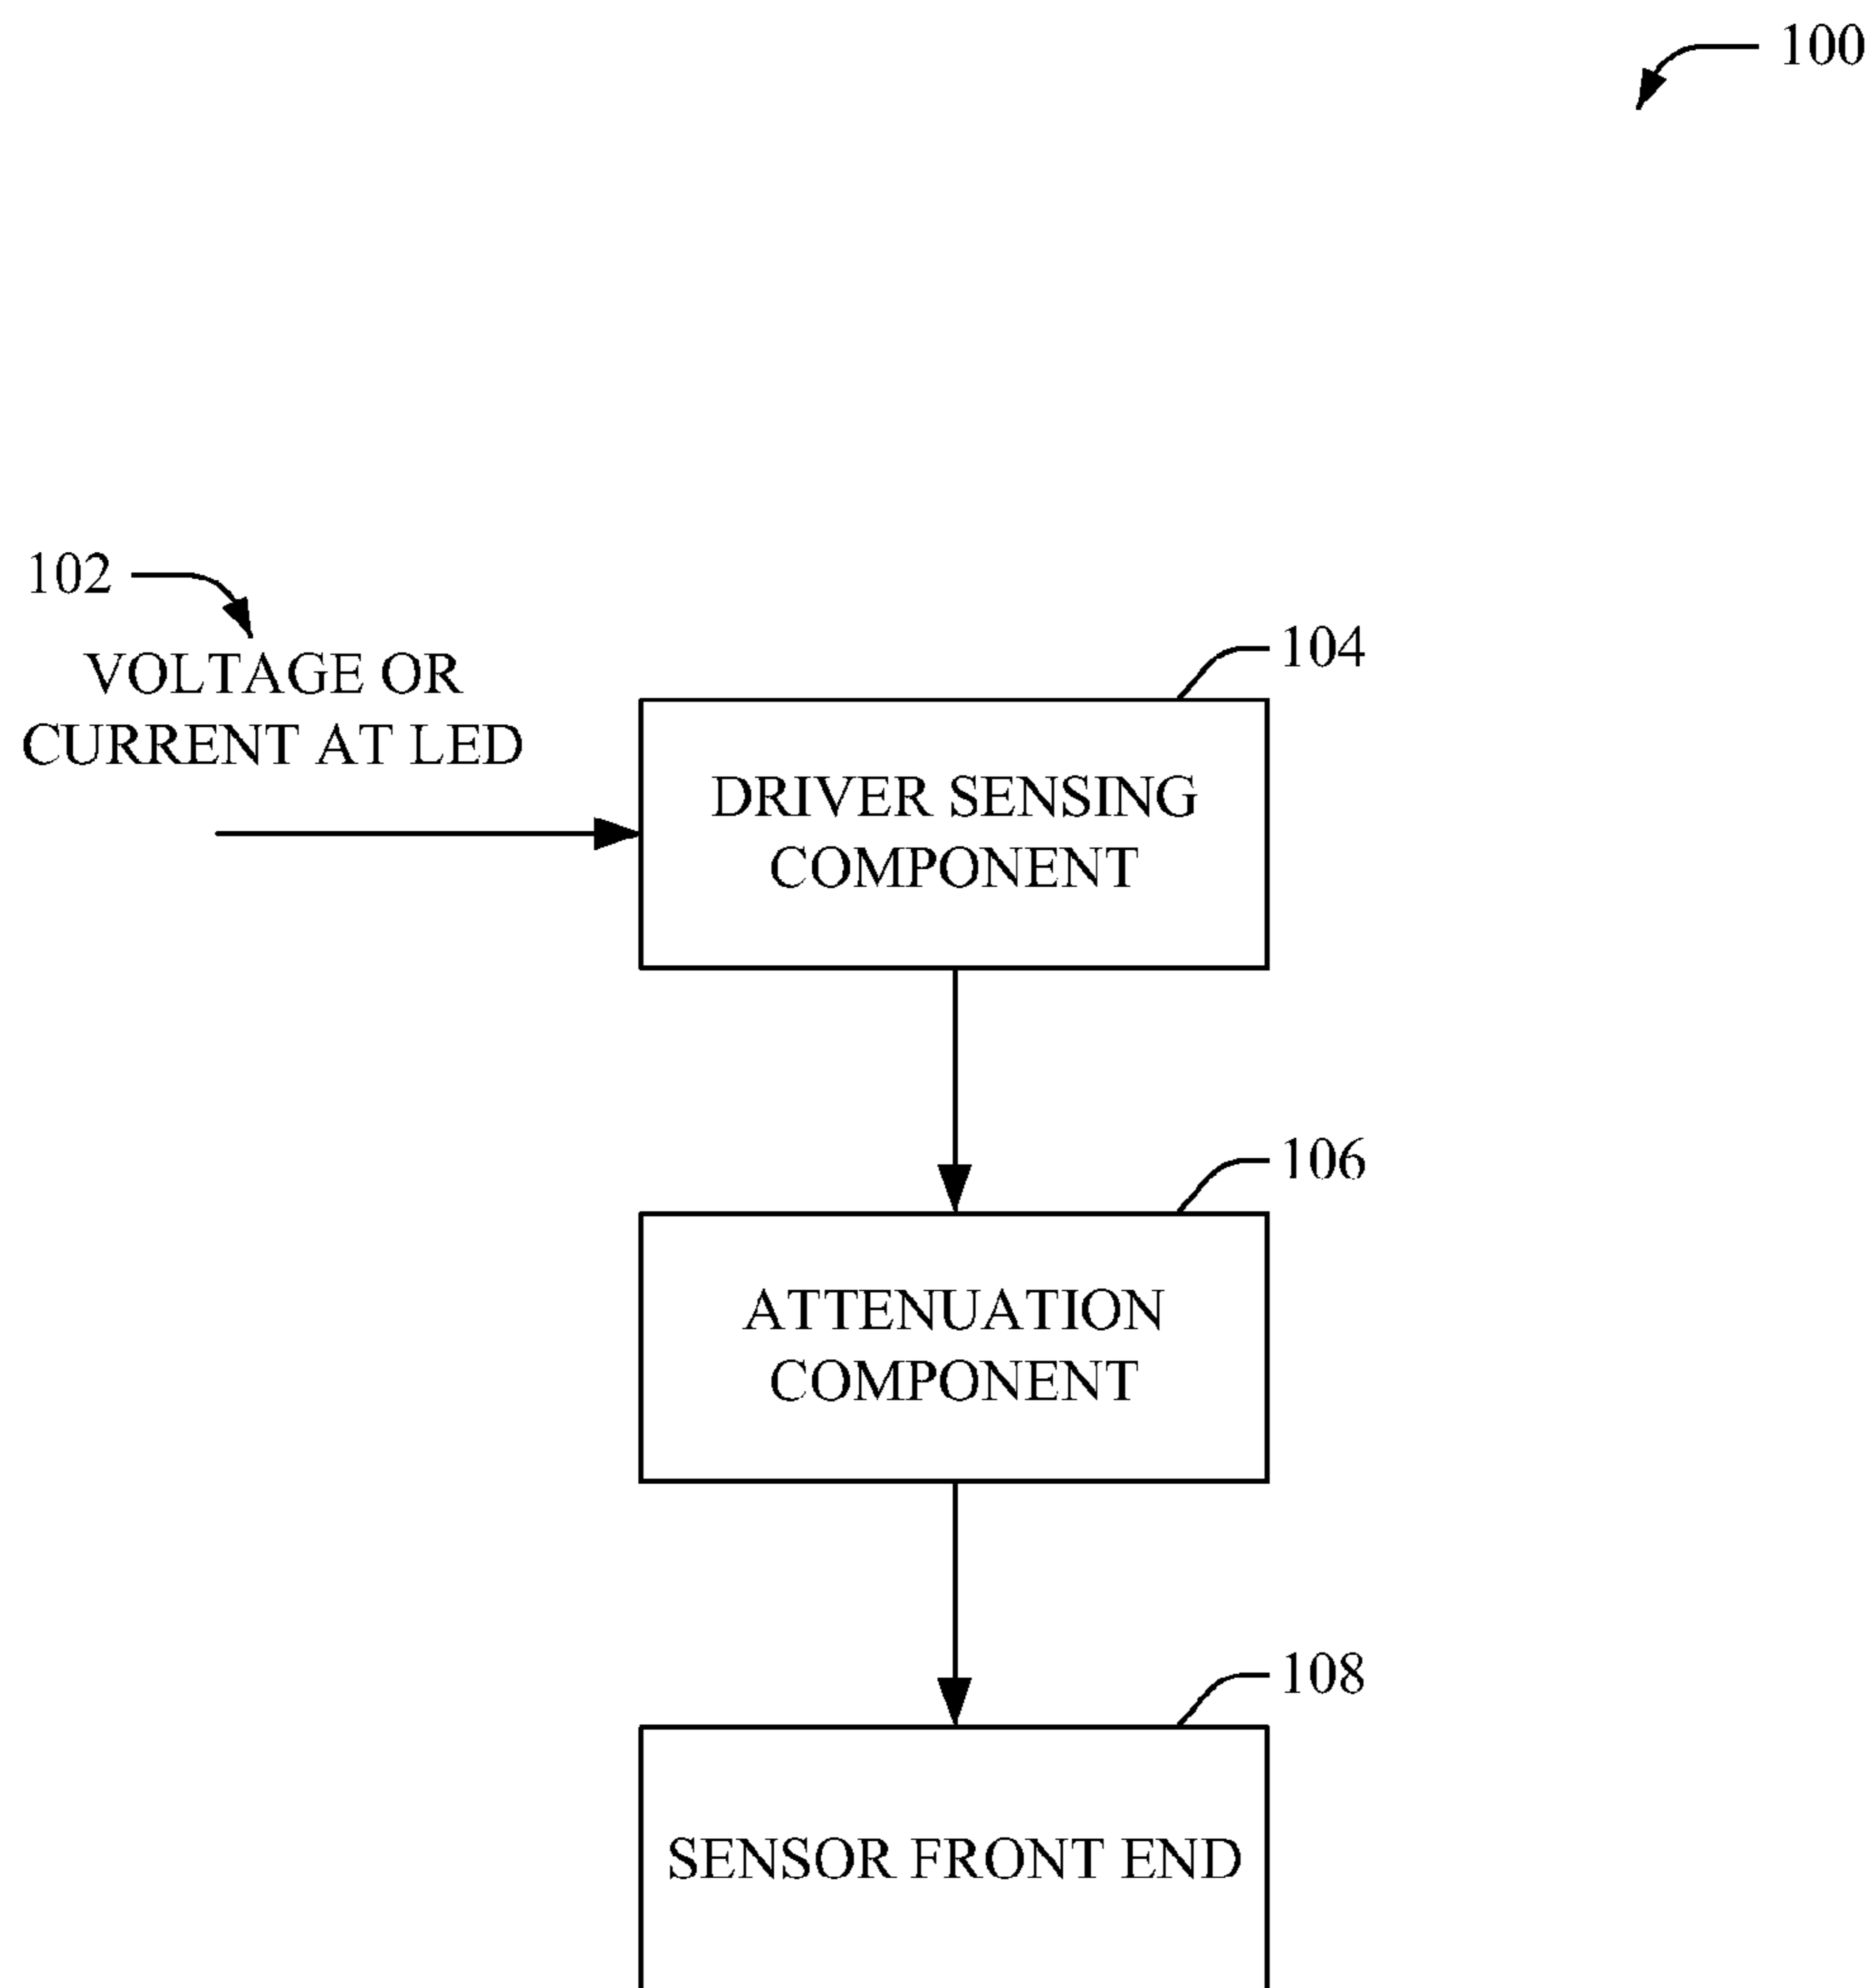 100
102
VOLTAGE OR
CURRENT AT LED
104
DRIVER SENSING
COMPONENT
106
ATTENUATION
COMPONENT
108
SENSOR FRONT END